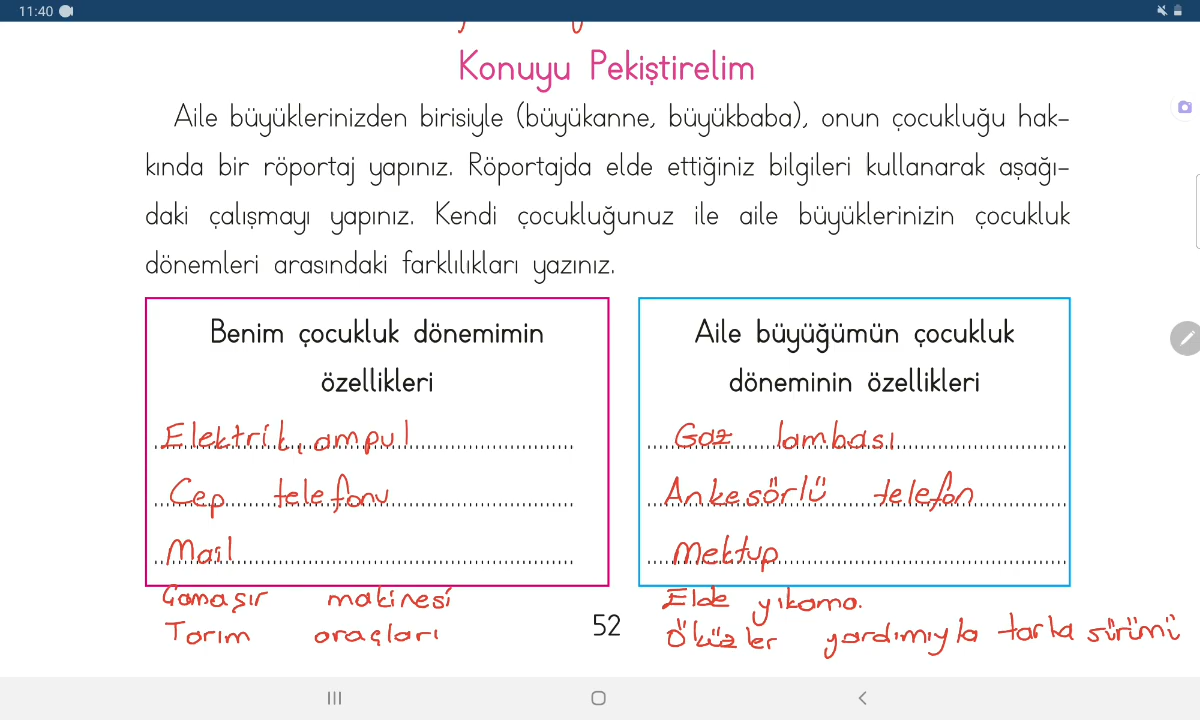 11:40
Konuyu Pekiştirelim
Aile büyüklerinizden birisiyle (büyükanne, büyükbaba), onun çocukluğu hak-
kında bir röportaj yapınız. Röportajda elde ettiğiniz bilgileri kullanarak aşağı-
daki çalışmayı yapınız. Kendi çocukluğunuz ile aile büyüklerinizin çocukluk
dönemleri arasındaki farklılıkları yazınız.
Benim çocukluk dönemimin
özellikleri
Elektrik, ampul
Cep telefonu
Mail
Çamaşır makinesi
Tarım araçları
Aile büyüğümün çocukluk
döneminin özellikleri
Gaz lambası
Ankesörlü telefon
Mektup
Elde yıkama.
Öküzler yardımıyla tarla sürümü
52